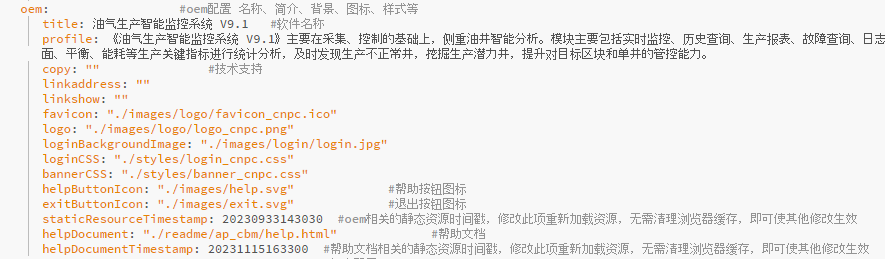 oem: #oem配置 名称、简介、背景、图标、样式等
title: 油气生产智能监控系统 V9.1 #软件名称
profile: 《油气生产智能监控系统 V9.1》主要在采集、控制的基础上，侧重油井智能分析。模块主要包括实时监控、历史查询、生产报表、故障查询、日志
面、平衡、能耗等生产关键指标进行统计分析，及时发现生产不正常井，挖掘生产潜力井，提升对目标区块和单井的管控能力。
copy: "" #技术支持
linkaddress: ""
linkshow: ""
favicon: "./images/logo/favicon_cnpc.ico"
logo: "./images/logo/logo_cnpc.png"
loginBackgroundImage: "./images/login/login.jpg"
loginCSS: "./styles/login_cnpc.css"
bannerCSS: "./styles/banner_cnpc.css"
helpButtonIcon: "./images/help.svg" #帮助按钮图标
exitButtonIcon: "./images/exit.svg" #退出按钮图标
staticResourceTimestamp: 20230933143030 #oem相关的静态资源时间戳，修改此项重新加载资源，无需清理浏览器缓存，即可使其他修改生效
helpDocument: "./readme/ap_cbm/help.html" #帮助文档
helpDocumentTimestamp: 20231115163300 #帮助文档相关的静态资源时间戳，修改此项重新加载资源，无需清理浏览器缓存，即可使其他修改生效